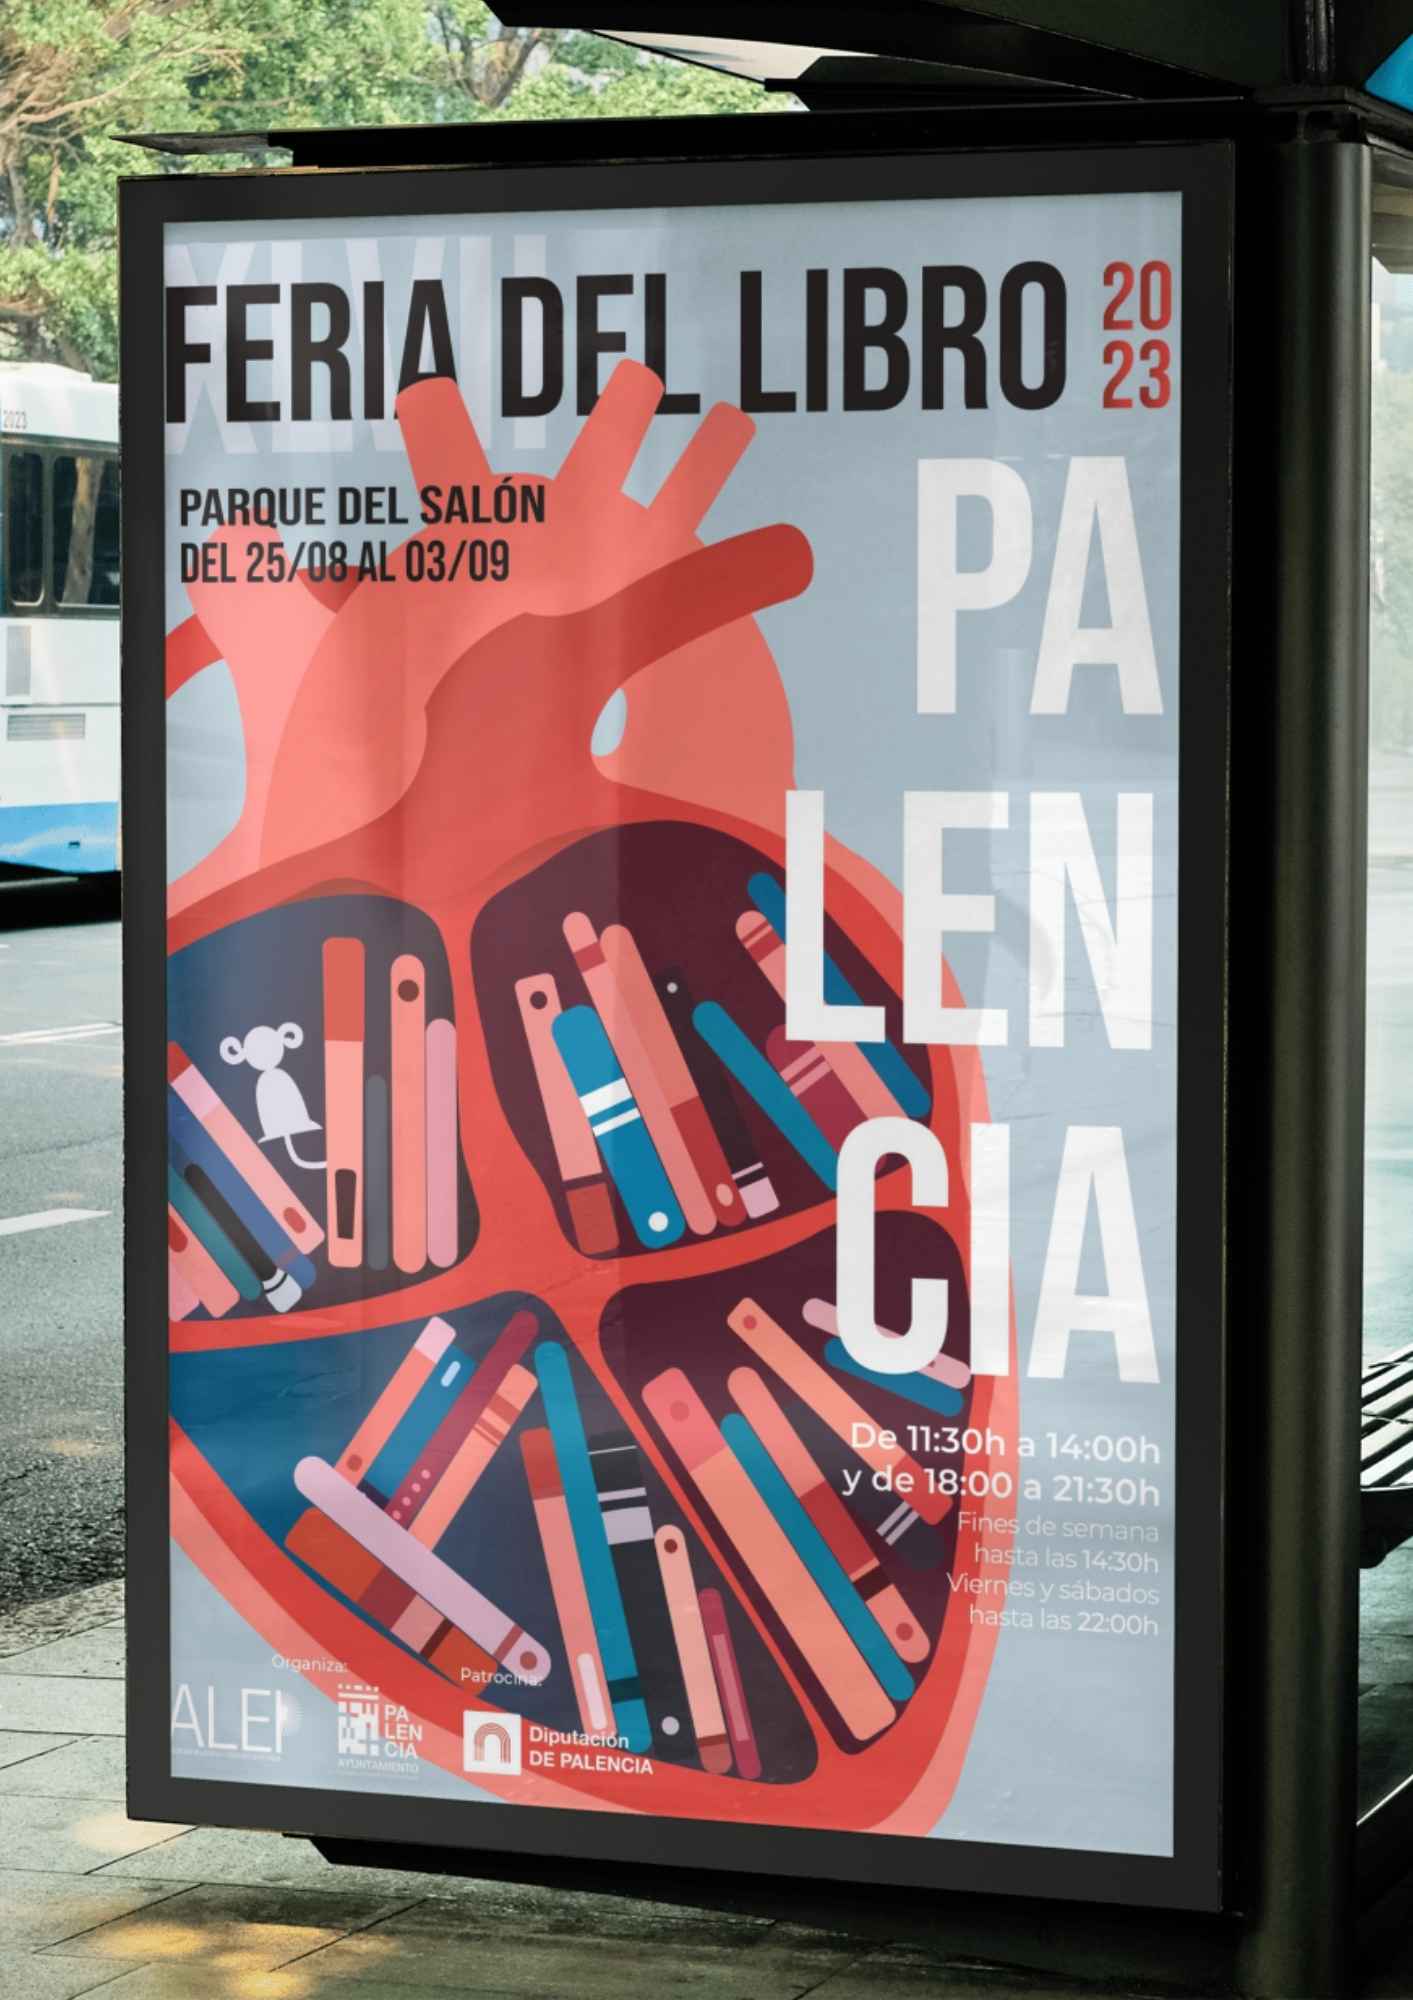 XLVII
FERIA DEL LIBRO
20
23
PARQUE DEL SALÓN
DEL 25/08 AL 03/09
PA
LEN
CIA
De 11:30h a 14:00h
y de 18:00 a 21:30h
Fines de semana
hasta las 14:30h
Viernes y sábados
hasta las 22:00h
Organiza:
Patrocina:
ALEP
PA
LEN
CIA
AYUNTAMIENTO
Diputación
DE PALENCIA
2023